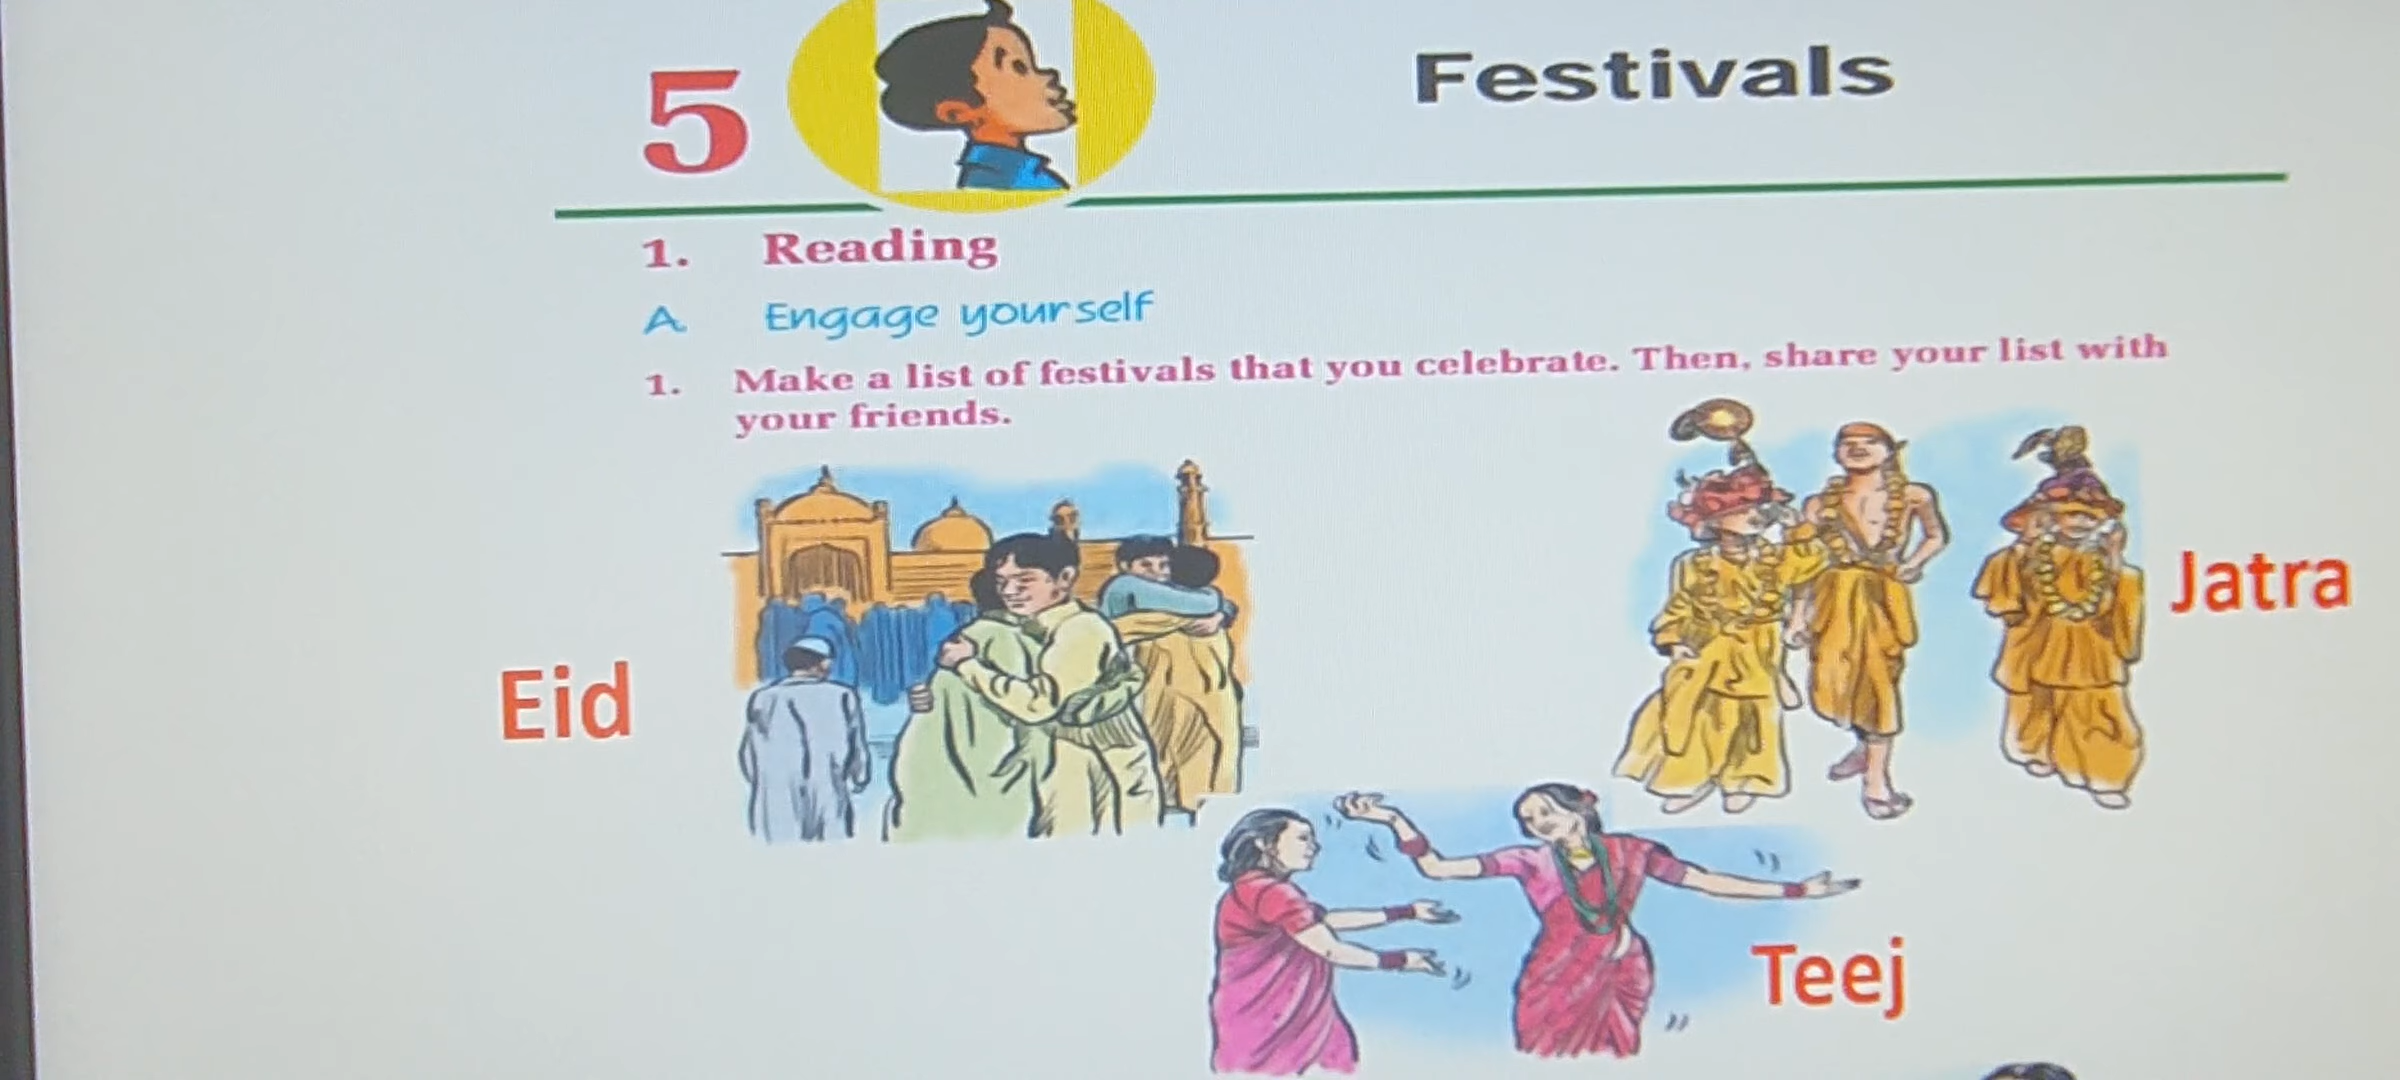 5
Festivals
1. Reading
A Engage yourself
1. Make a list of festivals that you celebrate. Then, share your list with
your friends.
Jatra
Eid
Teej